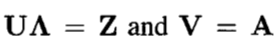 UΛ = Z and V = A